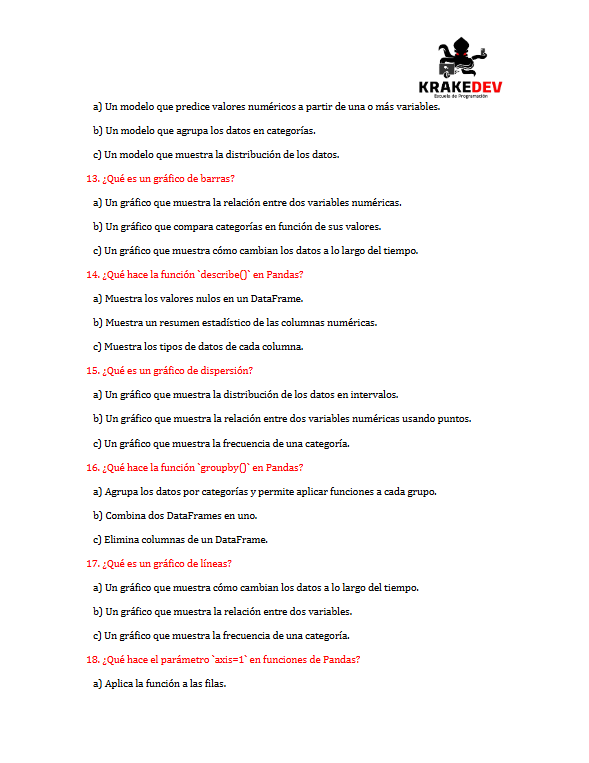 KRAKEDEV
Escuela de Programación
a) Un modelo que predice valores numéricos a partir de una o más variables.
b) Un modelo que agrupa los datos en categorías.
c) Un modelo que muestra la distribución de los datos.
13. ¿Qué es un gráfico de barras?
a) Un gráfico que muestra la relación entre dos variables numéricas.
b) Un gráfico que compara categorías en función de sus valores.
c) Un gráfico que muestra cómo cambian los datos a lo largo del tiempo.
14. ¿Qué hace la función `describe()` en Pandas?
a) Muestra los valores nulos en un DataFrame.
b) Muestra un resumen estadístico de las columnas numéricas.
c) Muestra los tipos de datos de cada columna.
15. ¿Qué es un gráfico de dispersión?
a) Un gráfico que muestra la distribución de los datos en intervalos.
b) Un gráfico que muestra la relación entre dos variables numéricas usando puntos.
c) Un gráfico que muestra la frecuencia de una categoría.
16. ¿Qué hace la función `groupby()` en Pandas?
a) Agrupa los datos por categorías y permite aplicar funciones a cada grupo.
b) Combina dos DataFrames en uno.
c) Elimina columnas de un DataFrame.
17. ¿Qué es un gráfico de líneas?
a) Un gráfico que muestra cómo cambian los datos a lo largo del tiempo.
b) Un gráfico que muestra la relación entre dos variables.
c) Un gráfico que muestra la frecuencia de una categoría.
18. ¿Qué hace el parámetro `axis=1` en funciones de Pandas?
a) Aplica la función a las filas.